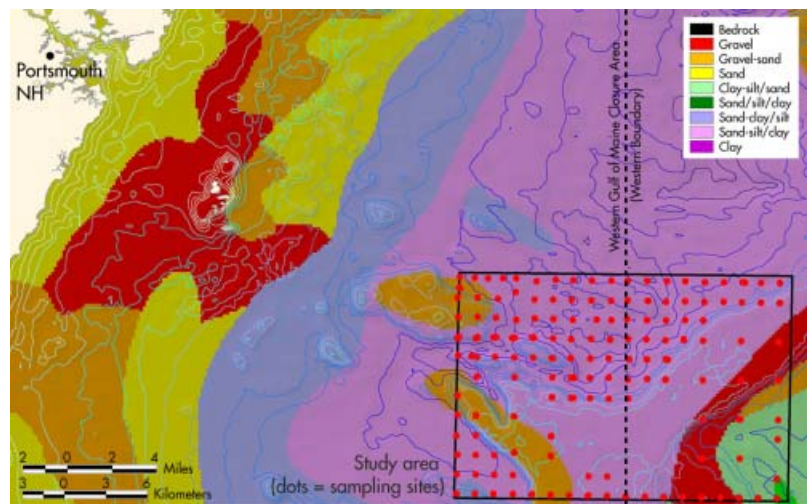 Portsmouth
NH
Bedrock
Gravel
Gravel-sand
Sand
Clay-silt/sand
Sand/silt/clay
Sand-clay/silt
Sand-silt/clay
Clay
Western Gulf of Maine Closure Area
(Western Boundary)
Study area
(dots = sampling sites)
2 0 2 4
Miles
3 0 3 6
Kilometers